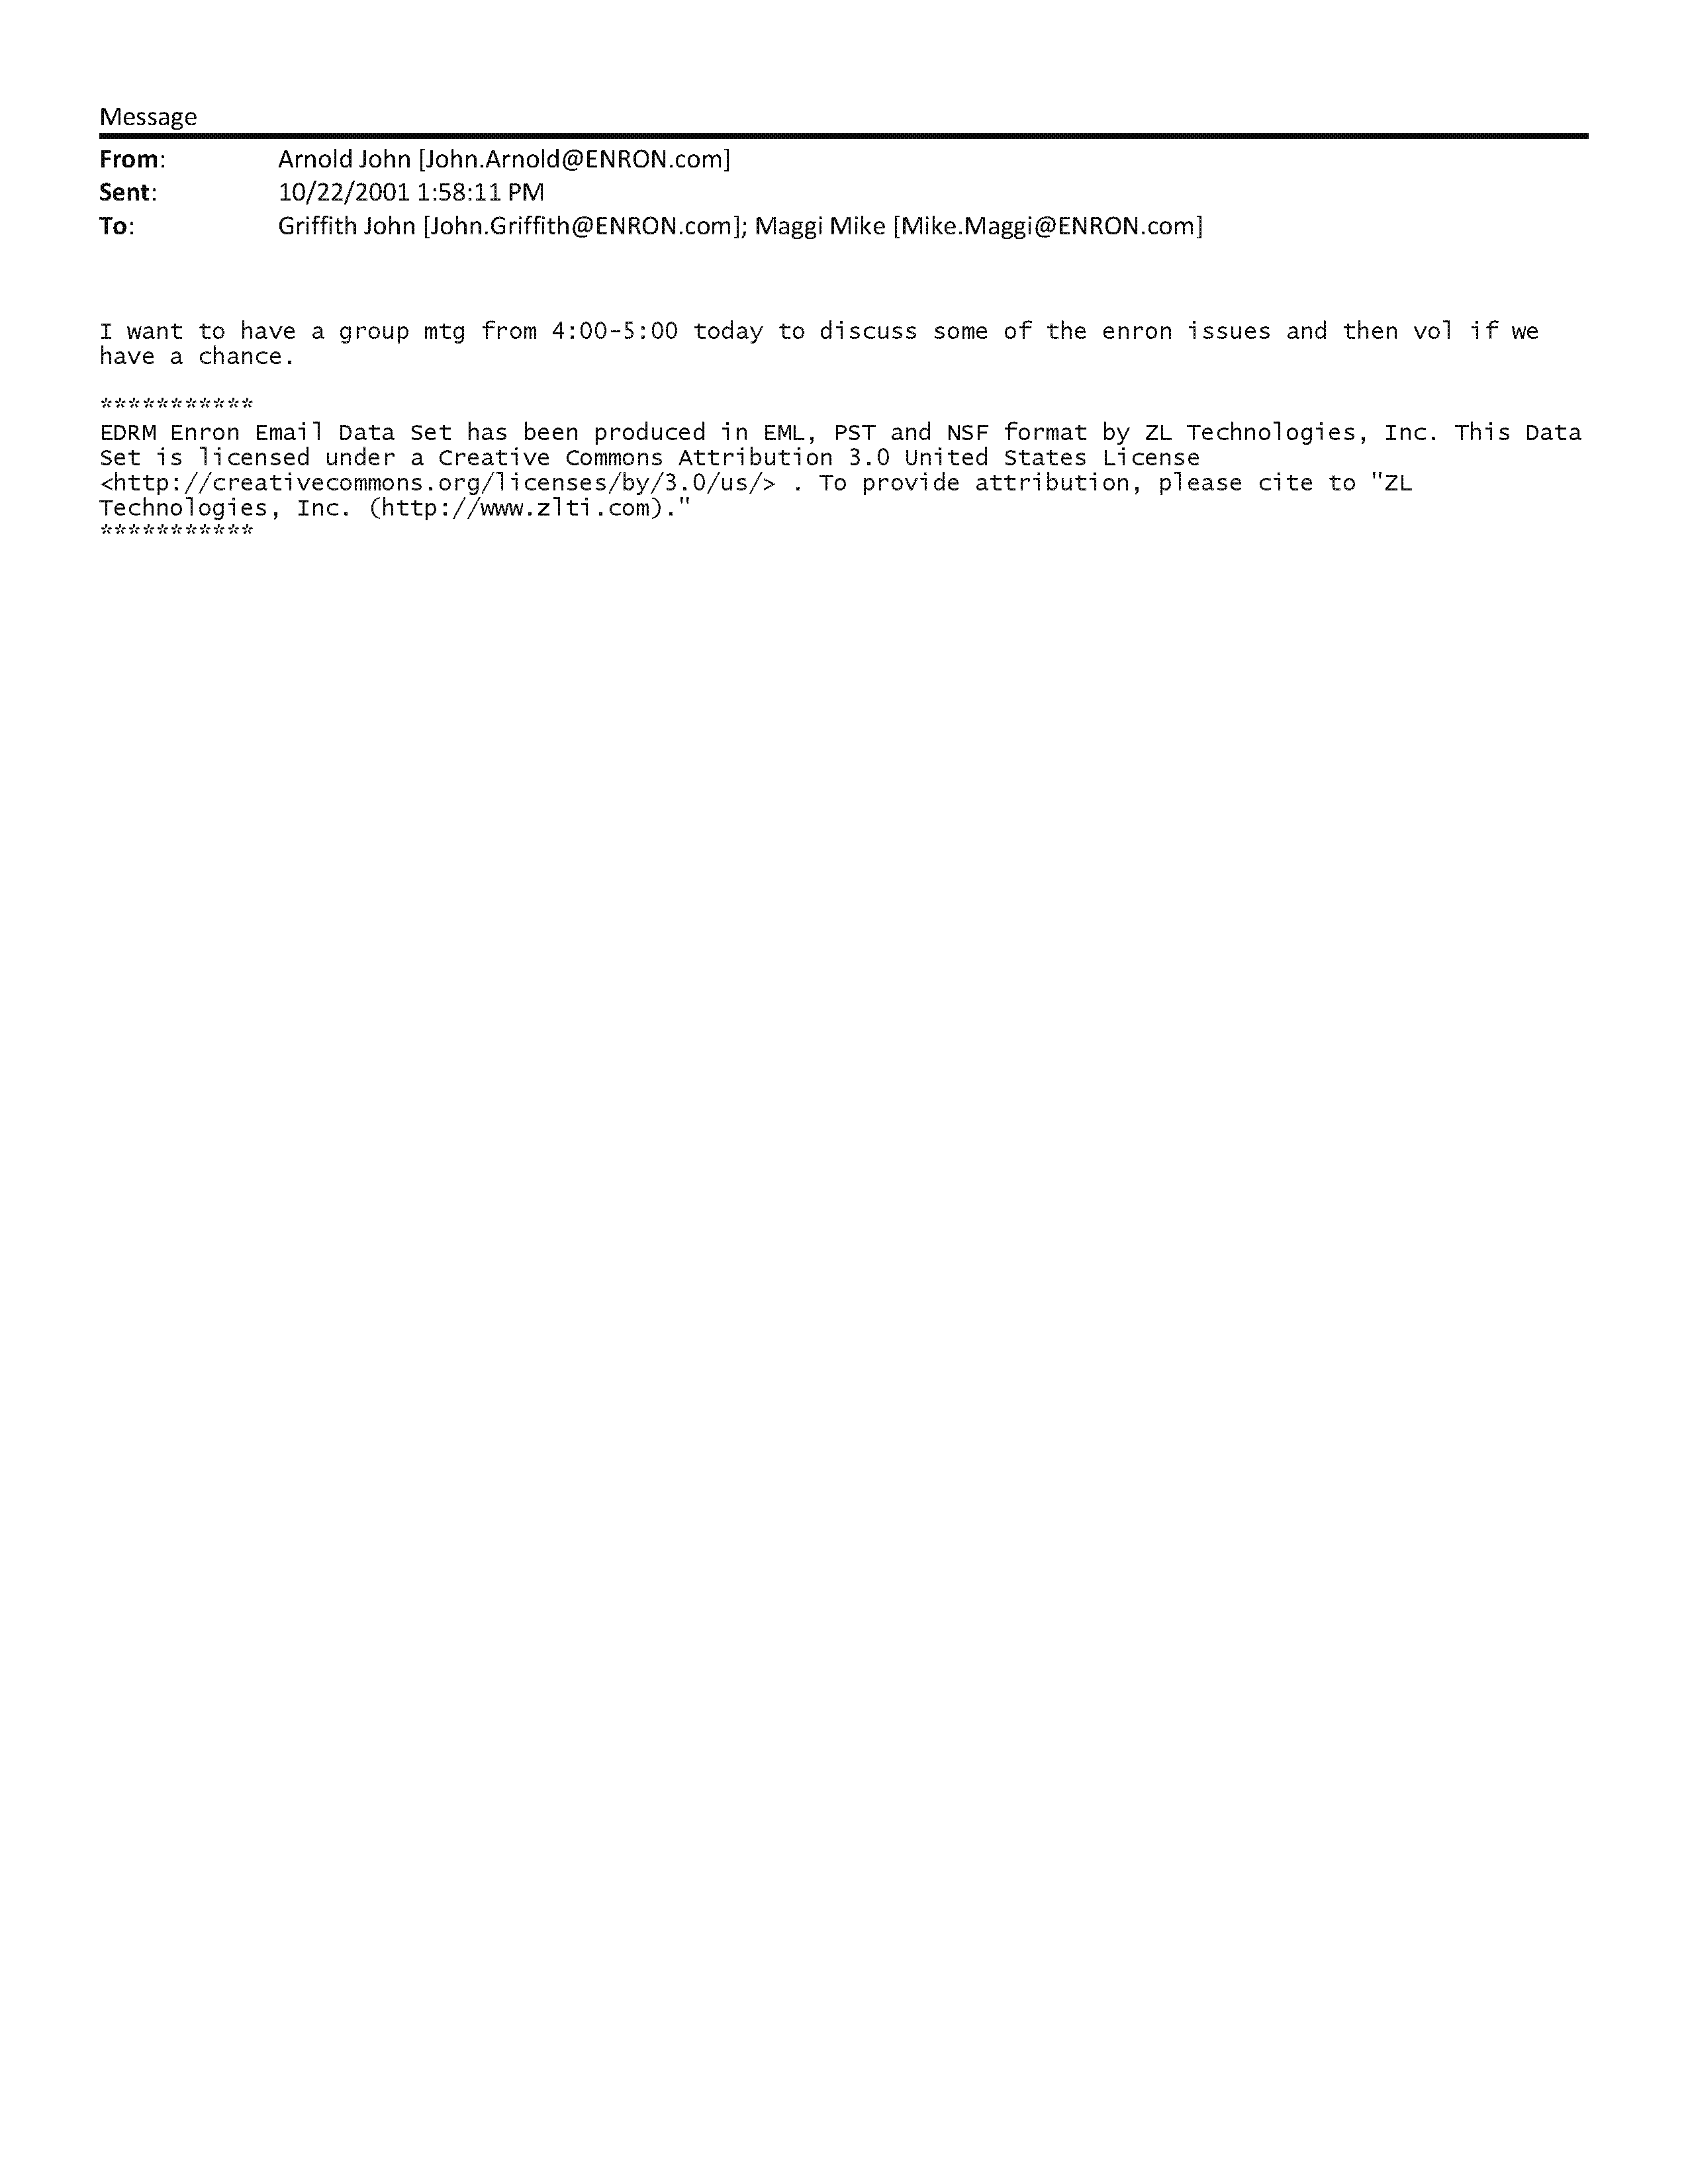 Message
From: Arnold John [John.Arnold@ENRON.com]
Sent: 10/22/2001 1:58:11 PM
To: Griffith John [John.Griffith@ENRON.com]; Maggi Mike [Mike.Maggi@ENRON.com]
I want to have a group mtg from 4:00-5:00 today to discuss some of the enron issues and then vol if we
have a chance.
***********
EDRM Enron Email Data Set has been produced in EML, PST and NSF format by ZL Technologies, Inc. This Data
Set is licensed under a Creative Commons Attribution 3.0 United States License
<http://creativecommons.org/licenses/by/3.0/us/> . To provide attribution, please cite to "ZL
Technologies, Inc. (http://www.zlti.com)."
***********